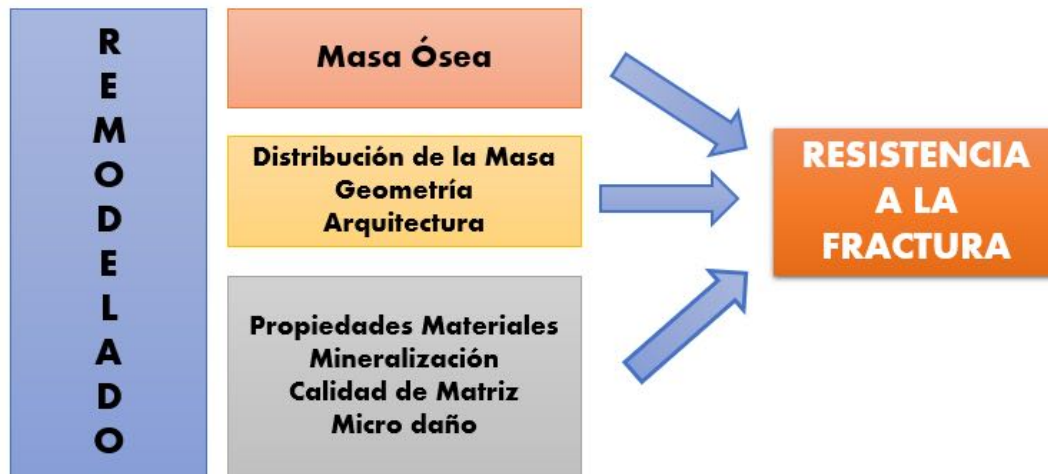 REMODELADO
Masa Ósea
Distribución de la Masa
Geometría
Arquitectura
Propiedades Materiales
Mineralización
Calidad de Matriz
Micro daño
RESISTENCIA
A LA
FRACTURA